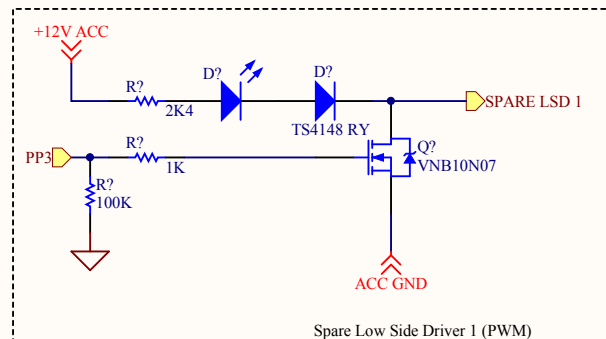 +12V ACC
R?
2K4
D?
D?
TS4148 RY
SPARE LSD 1
PP3
R?
1K
R?
100K
Q?
VNB10N07
ACC GND
Spare Low Side Driver 1 (PWM)